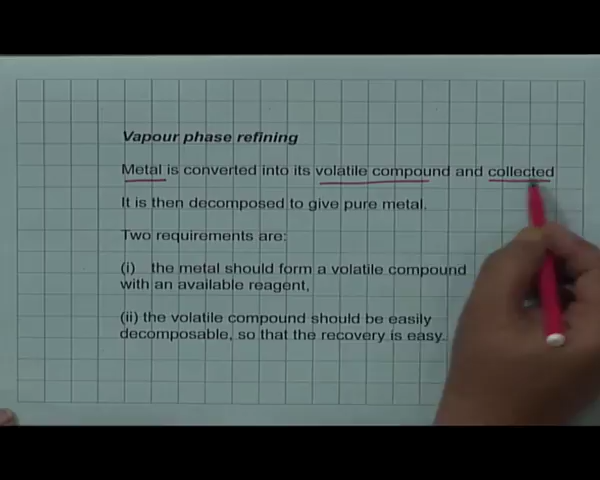 Vapour phase refining
Metal is converted into its volatile compound and collected
It is then decomposed to give pure metal.
Two requirements are:
(i) the metal should form a volatile compound
with an available reagent,
(ii) the volatile compound should be easily
decomposable, so that the recovery is easy.